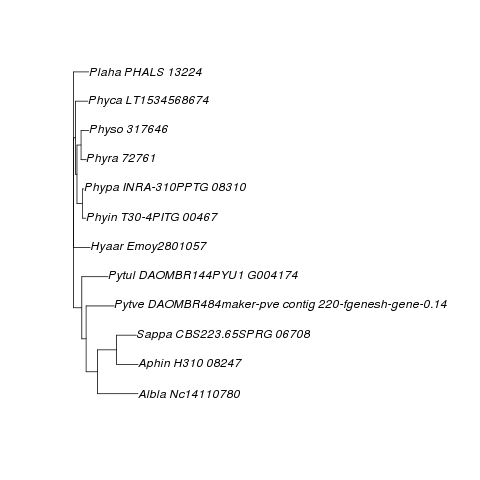 Plaha PHALS 13224
Phyca LT1534568674
Physo 317646
Phyra 72761
Phypa INRA-310PPTG 08310
Phyin T30-4PITG 00467
Hyaar Emoy2801057
Pytul DAOMBR144PYU1 G004174
Pytve DAOMBR484maker-pve contig 220-fgenesh-gene-0.14
Sappa CBS223.65SPRG 06708
Aphin H310 08247
Albla Nc14110780